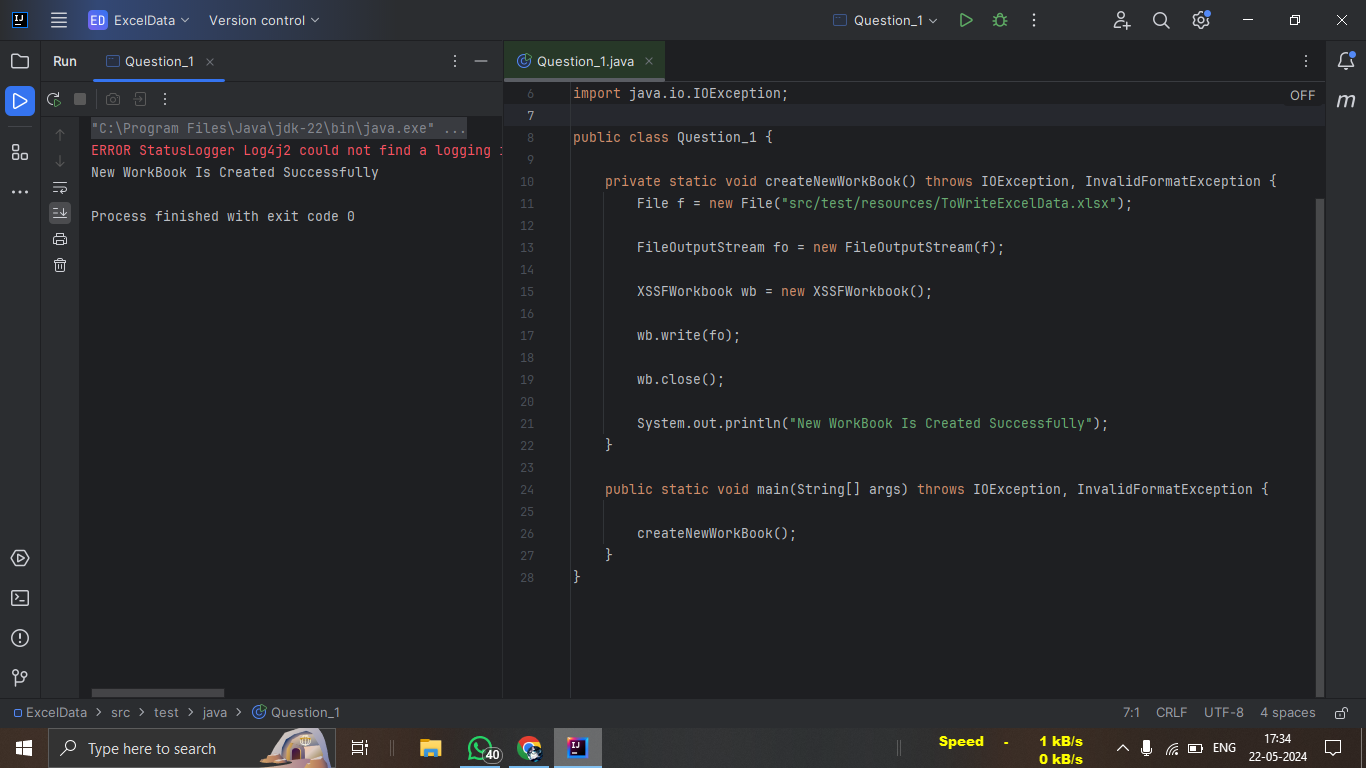 ED ExcelData Version control Question_1
Run Question_1
Question_1.java
"C:\Program Files\Java\jdk-22\bin\java.exe" ...
ERROR StatusLogger Log4j2 could not find a logging
New WorkBook Is Created Successfully
Process finished with exit code 0
OFF
6 import java.io.IOException;
7
8 public class Question_1 {
9
10 private static void createNewWorkBook() throws IOException, InvalidFormatException {
11 File f = new File("src/test/resources/ToWriteExcelData.xlsx");
12
13 FileOutputStream fo = new FileOutputStream(f);
14
15 XSSFWorkbook wb = new XSSFWorkbook();
16
17 wb.write(fo);
18
19 wb.close();
20
21 System.out.println("New WorkBook Is Created Successfully");
22 }
23
24 public static void main(String[] args) throws IOException, InvalidFormatException {
25
26 createNewWorkBook();
27 }
28 }
m
ExcelData > src > test > java > Question_1
7:1 CRLF UTF-8 4 spaces
Type here to search
40
Speed - 1 kB/s
0 kB/s
ENG
17:34
22-05-2024